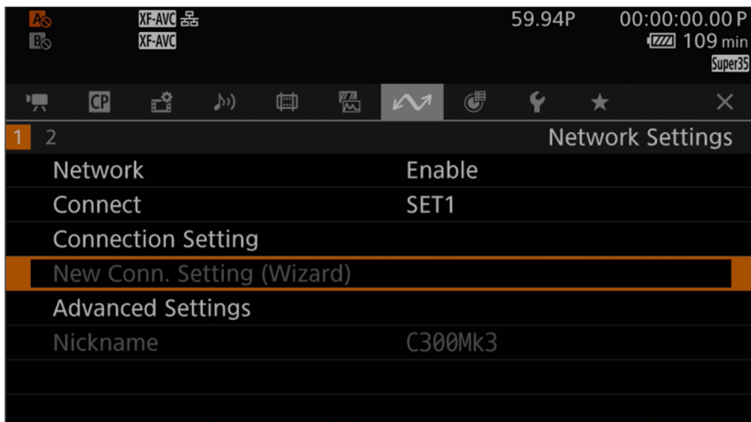 A XF-AVC 59.94P 00:00:00.00 P
B XF-AVC 109 min
Super35
CP
1 2 Network Settings
Network Enable
Connect SET1
Connection Setting
New Conn. Setting (Wizard)
Advanced Settings
Nickname C300Mk3